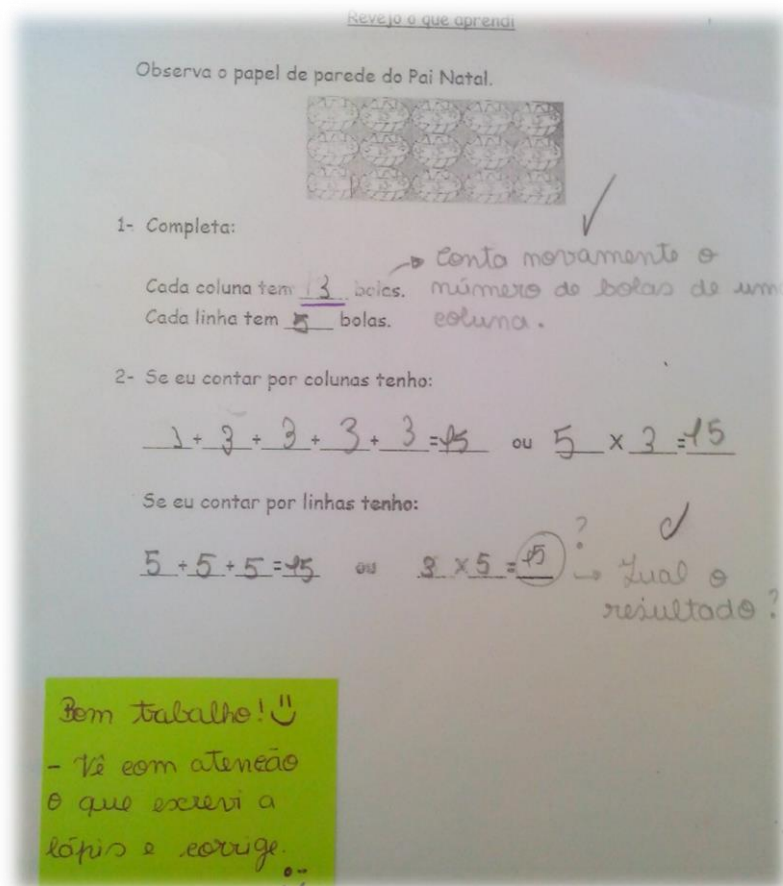 Revejo o que aprendi
Observa o papel de parede do Pai Natal.
1- Completa:
Cada coluna tem 3 bolas.
Cada linha tem 5 bolas.
→ Conta novamente o
número de bolas de um
coluna.
2- Se eu contar por colunas tenho:
3 + 3 + 3 + 3 + 3 = 15 ou 5 x 3 = 15
Se eu contar por linhas tenho:
5 + 5 + 5 = 15 ou 3 x 5 = 15 ?
→ Qual o
resultado?
Bom trabalho!
- Vê com atenção
o que escrevi a
lápis e corrige.